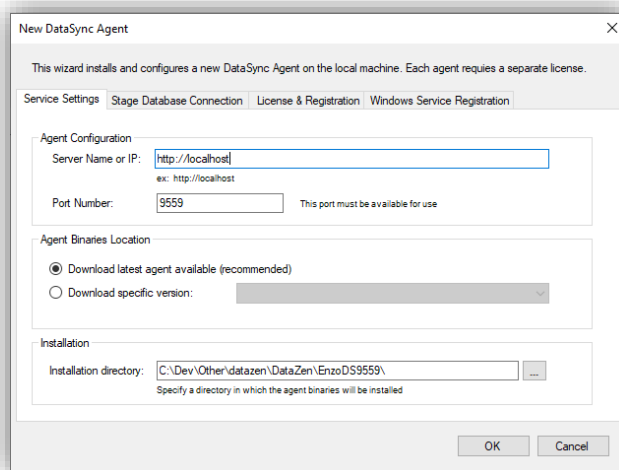 New DataSync Agent
This wizard installs and configures a new DataSync Agent on the local machine. Each agent requies a separate license.
Service Settings Stage Database Connection License & Registration Windows Service Registration
Agent Configuration
Server Name or IP: http://localhost
ex: http://localhost
Port Number: 9559 This port must be available for use
Agent Binaries Location
Download latest agent available (recommended)
Download specific version:
Installation
Installation directory: C:\Dev\Other\datazen\DataZen\EnzoDS9559\ ...
Specify a directory in which the agent binaries will be installed
OK Cancel